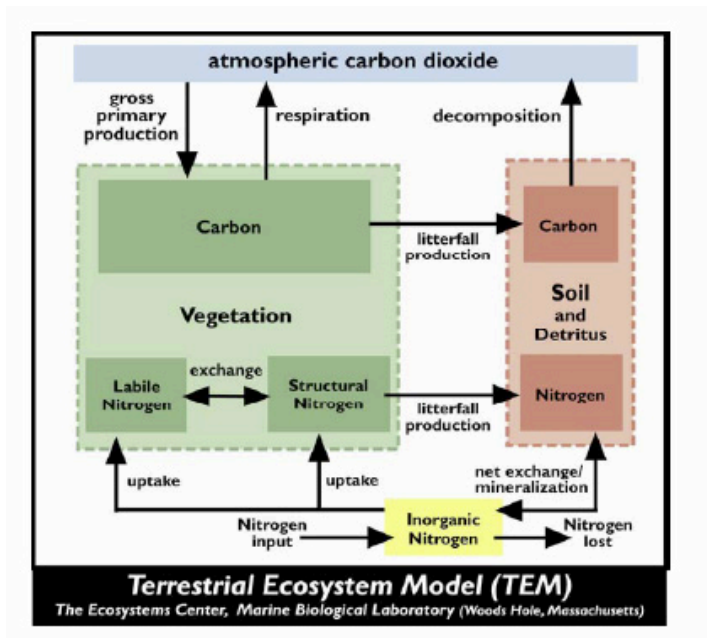 atmospheric carbon dioxide
gross
primary
production
respiration
decomposition
Carbon
litterfall
production
Carbon
Vegetation
Soil
and
Detritus
Labile
Nitrogen
exchange
Structural
Nitrogen
litterfall
production
Nitrogen
uptake
uptake
net exchange/
mineralization
Nitrogen
input
Inorganic
Nitrogen
Nitrogen
lost
Terrestrial Ecosystem Model (TEM)
The Ecosystems Center, Marine Biological Laboratory (Woods Hole, Massachusetts)